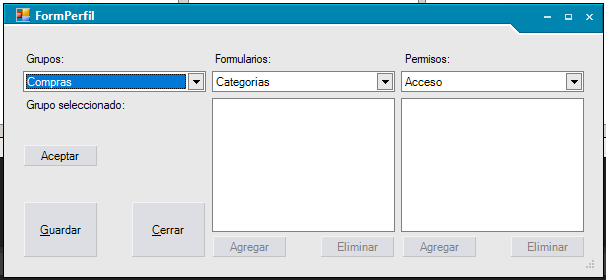 FormPerfil
Grupos: Formularios: Permisos:
Compras Categorias Acceso
Grupo seleccionado:
Aceptar
Guardar Cerrar
Agregar Eliminar Agregar Eliminar